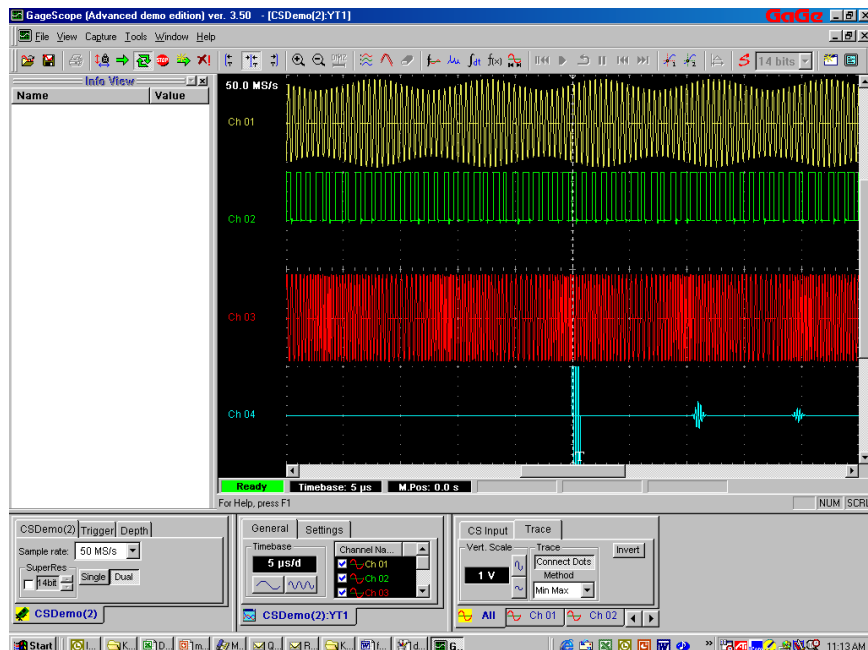 GageScope (Advanced demo edition) ver. 3.50 - [CSDemo(2):YT1]
GaGe
File View Capture Tools Window Help
14 bits
Info View
Name Value
50.0 MS/s
Ch 01
Ch 02
Ch 03
Ch 04
T
Ready Timebase: 5 µs M.Pos: 0.0 s
For Help, press F1
NUM SCRL
CSDemo(2) Trigger Depth
Sample rate: 50 MS/s
SuperRes
14bit Single Dual
CSDemo(2)
General Settings
Timebase
5 µs/d
Channel Na...
Ch 01
Ch 02
Ch 03
CSDemo(2):YT1
CS Input Trace
Vert. Scale
1 V
Trace
Connect Dots
Method
Min Max
Invert
All Ch 01 Ch 02
Start I... K... D... m... M... Q... R... K... f... d... G..
11:13 AM